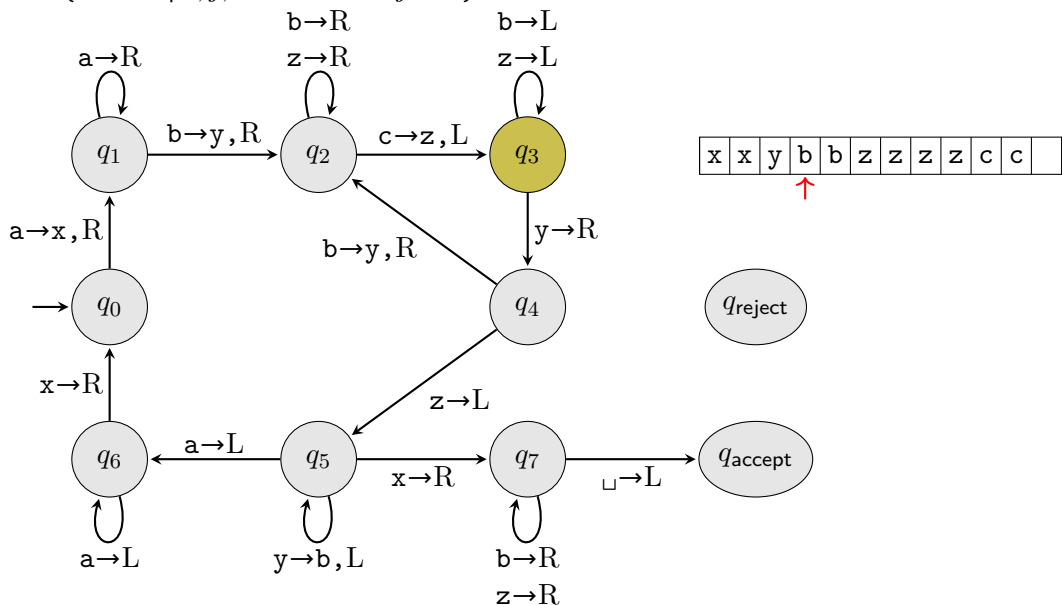 b→R
b→L
a→R
z→R
z→L
b→y,R
c→z,L
q1
q2
q3
x x y b b z z z z c c
↑
a→x,R
b→y,R
y→R
q0
q4
qreject
x→R
z→L
a→L
q6
q5
x→R
q7
␣→L
qaccept
a→L
y→b,L
b→R
z→R